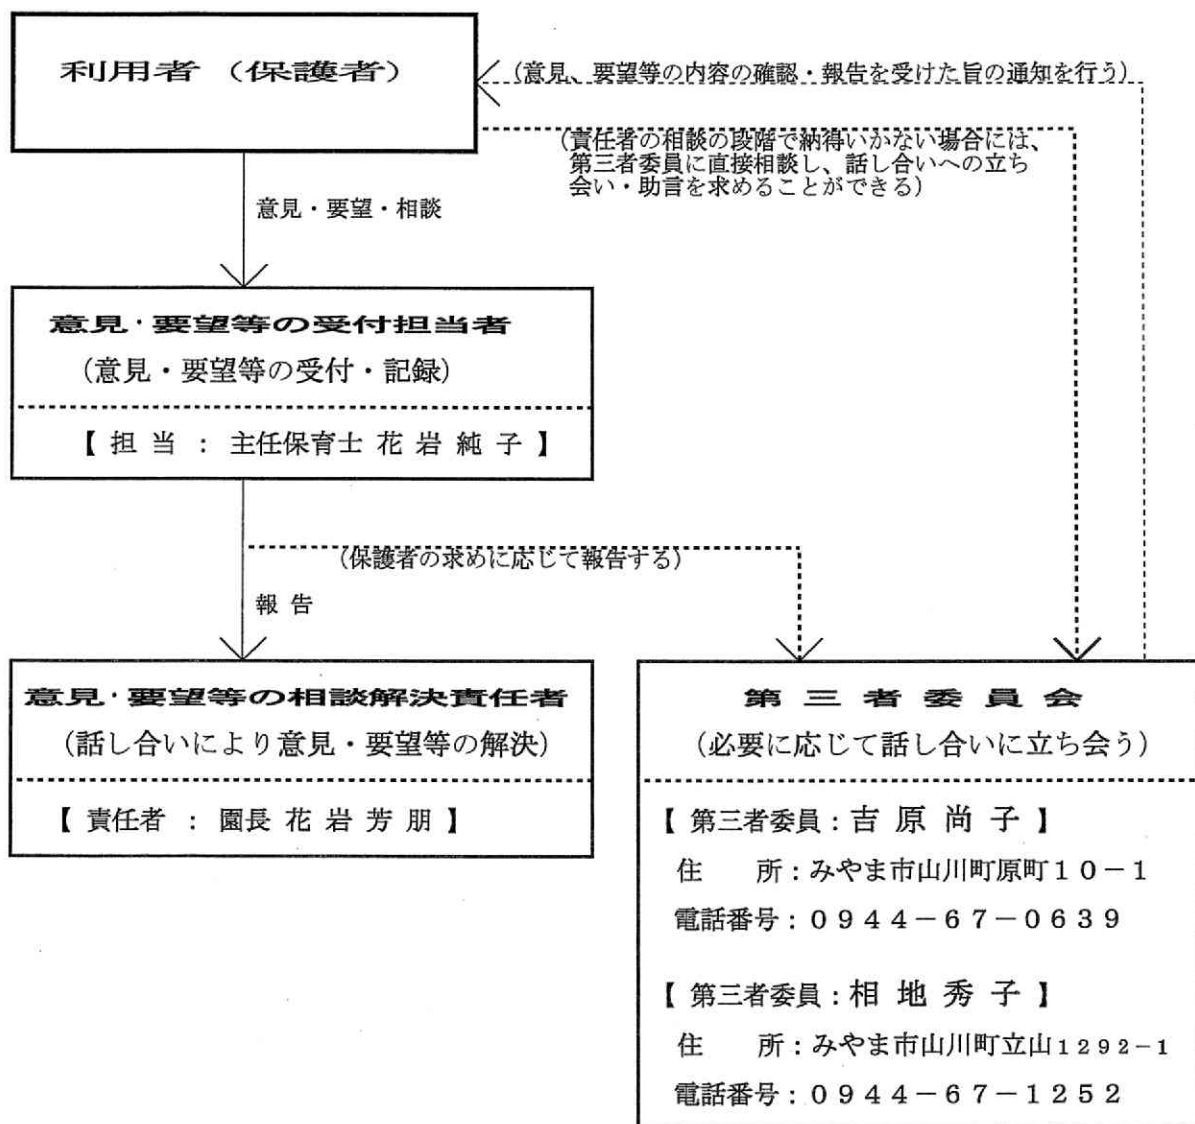 利用者（保護者）
（意見、要望等の内容の確認・報告を受けた旨の通知を行う）
（責任者の相談の段階で納得いかない場合には、
第三者委員に直接相談し、話し合いへの立ち
会い・助言を求めることができる）
意見・要望・相談
意見・要望等の受付担当者
（意見・要望等の受付・記録）
【 担 当 ： 主任保育士 花 岩 純 子 】
（保護者の求めに応じて報告する）
報 告
意見・要望等の相談解決責任者
（話し合いにより意見・要望等の解決）
【 責任者 ： 園長 花 岩 芳 朋 】
第 三 者 委 員 会
（必要に応じて話し合いに立ち会う）
【 第三者委員：吉 原 尚 子 】
住　　所：みやま市山川町原町１０－１
電話番号：０９４４－６７－０６３９
【 第三者委員：相 地 秀 子 】
住　　所：みやま市山川町立山１２９２－１
電話番号：０９４４－６７－１２５２